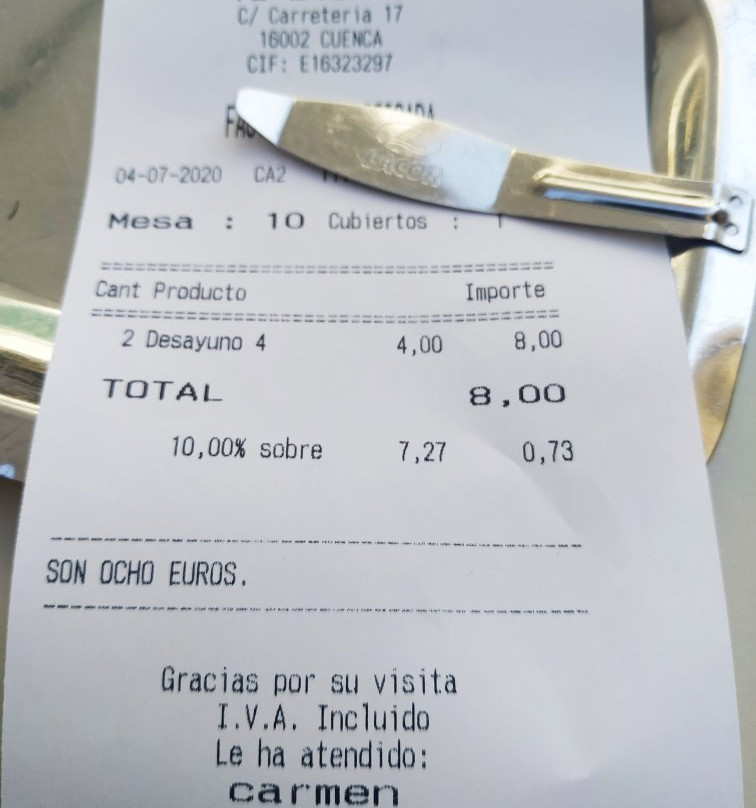 C/ Carreteria 17
16002 CUENCA
CIF: E16323297
04-07-2020 CA2
Mesa : 10 Cubiertos :
Cant Producto Importe
2 Desayuno 4 4,00 8,00
TOTAL 8,00
10,00% sobre 7,27 0,73
SON OCHO EUROS.
Gracias por su visita
I.V.A. Incluido
Le ha atendido:
carmen
LACOR